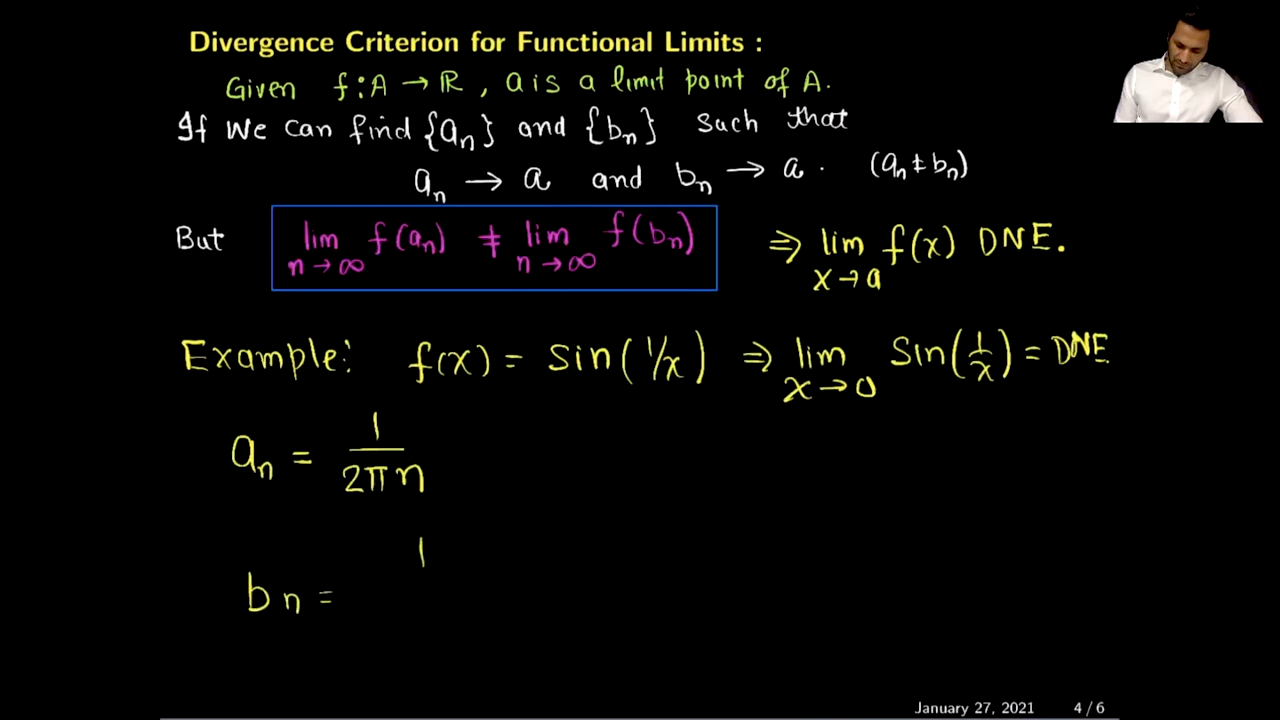 Divergence Criterion for Functional Limits :
Given f: A → ℝ, a is a limit point of A.
If We can find {aₙ} and {bₙ} such that
aₙ → a and bₙ → a. (aₙ ≠ bₙ)
But lim_{n→∞} f(aₙ) ≠ lim_{n→∞} f(bₙ) ⇒ lim_{x→a} f(x) DNE.
Example: f(x) = Sin(1/x) ⇒ lim_{x→0} Sin(1/x) = DNE.
aₙ = 1/2πn
bₙ = 1
January 27, 2021 4 / 6